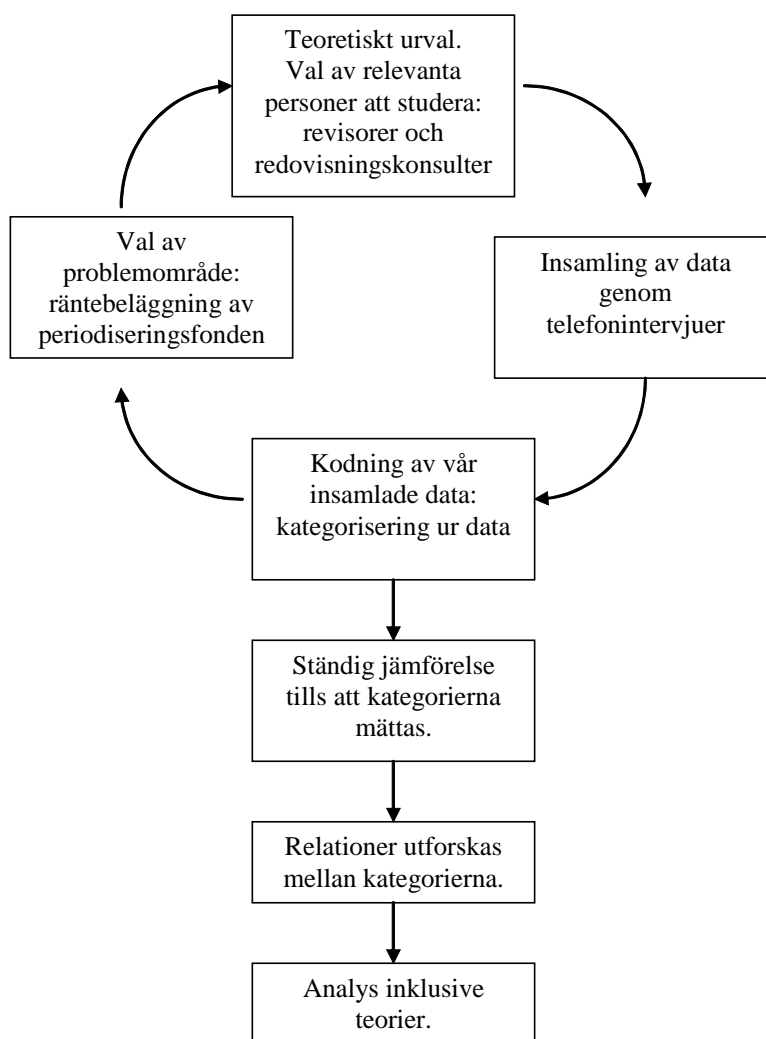 Teoretiskt urval.
Val av relevanta
personer att studera:
revisorer och
redovisningskonsulter
Val av
problemområde:
räntebeläggning av
periodiseringsfonden
Insamling av data
genom
telefonintervjuer
Kodning av vår
insamlade data:
kategorisering ur data
Ständig jämförelse
tills att kategorierna
mättas.
Relationer utforskas
mellan kategorierna.
Analys inklusive
teorier.